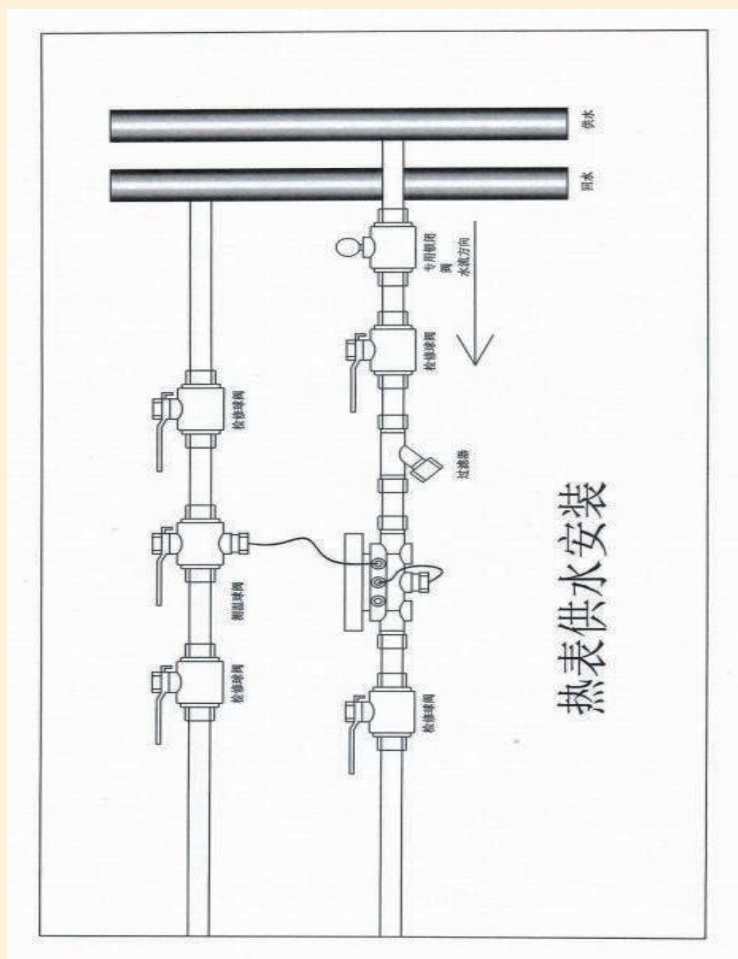 供水
回水
专用锁闭
阀
水流方向
检修球阀
检修球阀
过滤器
测温球阀
检修球阀
检修球阀
热表供水安装